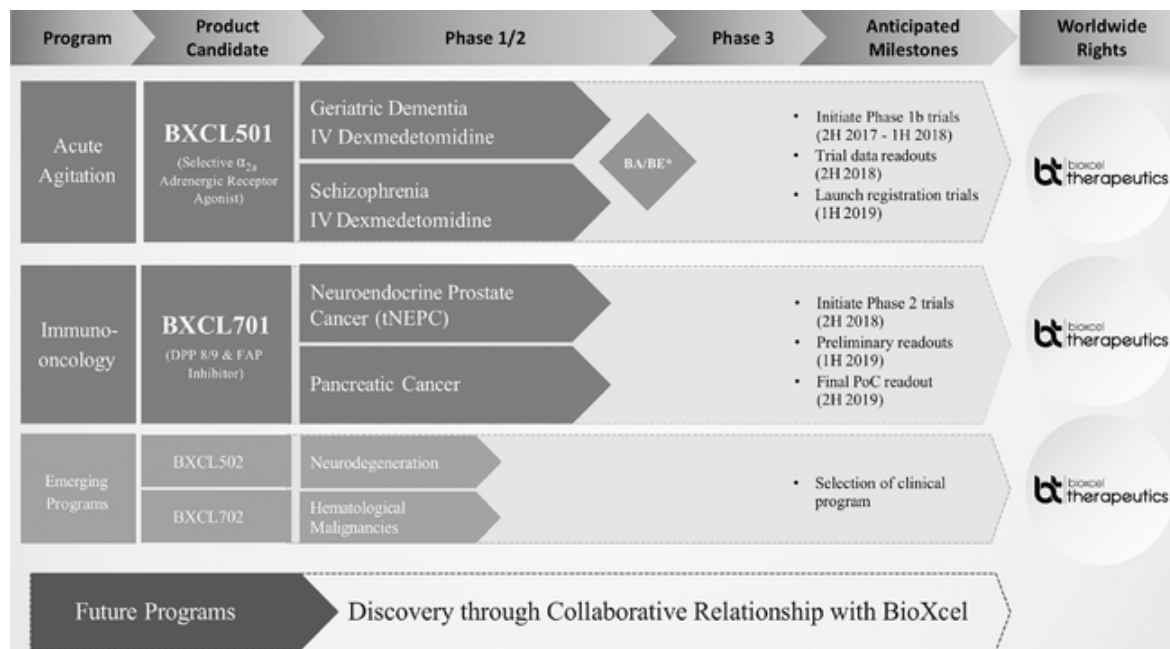 Program
Product
Candidate
Phase 1/2
Phase 3
Anticipated
Milestones
Worldwide
Rights
Acute
Agitation
BXCL501
(Selective α2a
Adrenergic Receptor
Agonist)
Geriatric Dementia
IV Dexmedetomidine
Schizophrenia
IV Dexmedetomidine
BA/BE*
• Initiate Phase 1b trials
(2H 2017 - 1H 2018)
• Trial data readouts
(2H 2018)
• Launch registration trials
(1H 2019)
bt bioxcel
therapeutics
Immuno-
oncology
BXCL701
(DPP 8/9 & FAP
Inhibitor)
Neuroendocrine Prostate
Cancer (tNEPC)
Pancreatic Cancer
• Initiate Phase 2 trials
(2H 2018)
• Preliminary readouts
(1H 2019)
• Final PoC readout
(2H 2019)
bt bioxcel
therapeutics
Emerging
Programs
BXCL502
Neurodegeneration
BXCL702
Hematological
Malignancies
• Selection of clinical
program
bt bioxcel
therapeutics
Future Programs
Discovery through Collaborative Relationship with BioXcel